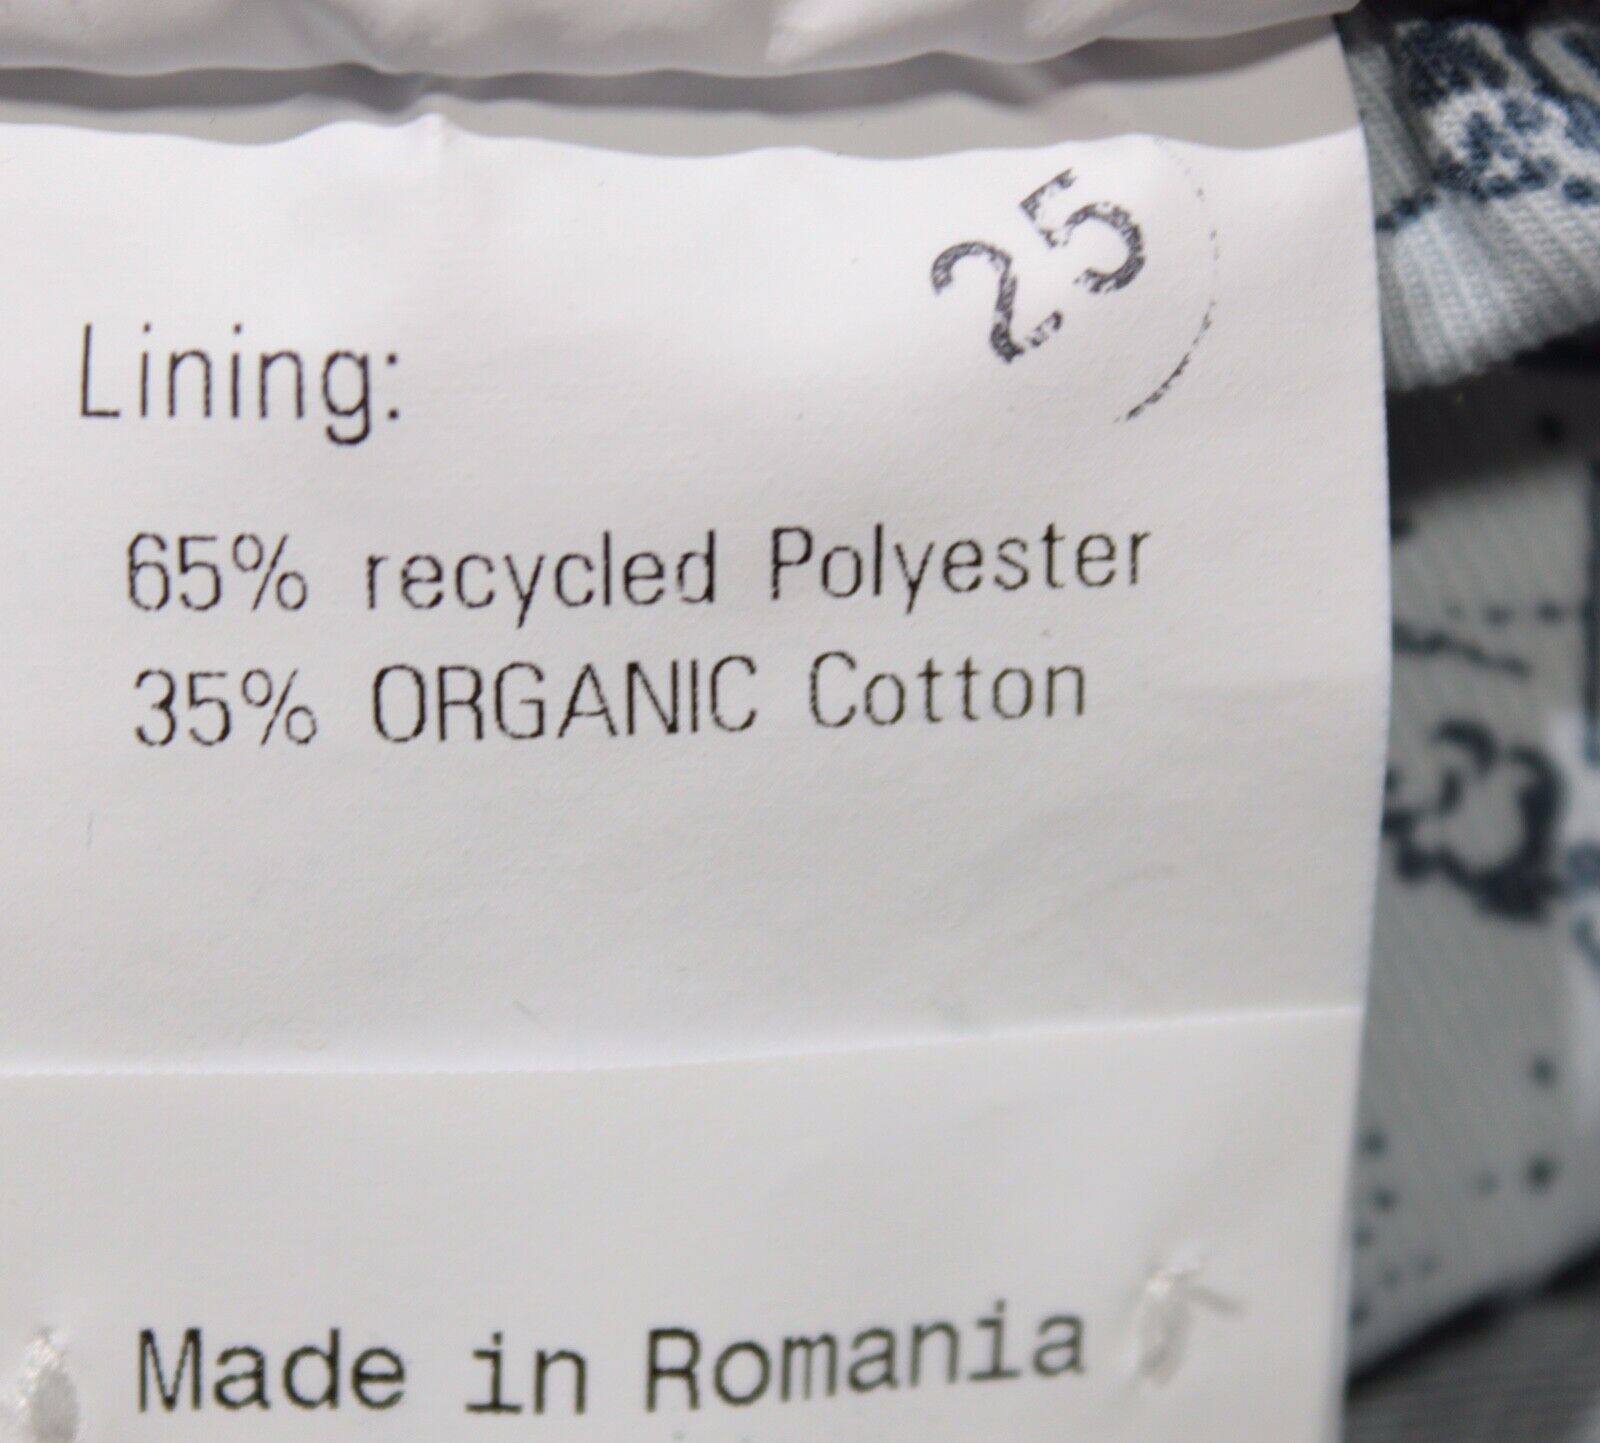 25
Lining:
65% recycled Polyester
35% ORGANIC Cotton
Made in Romania